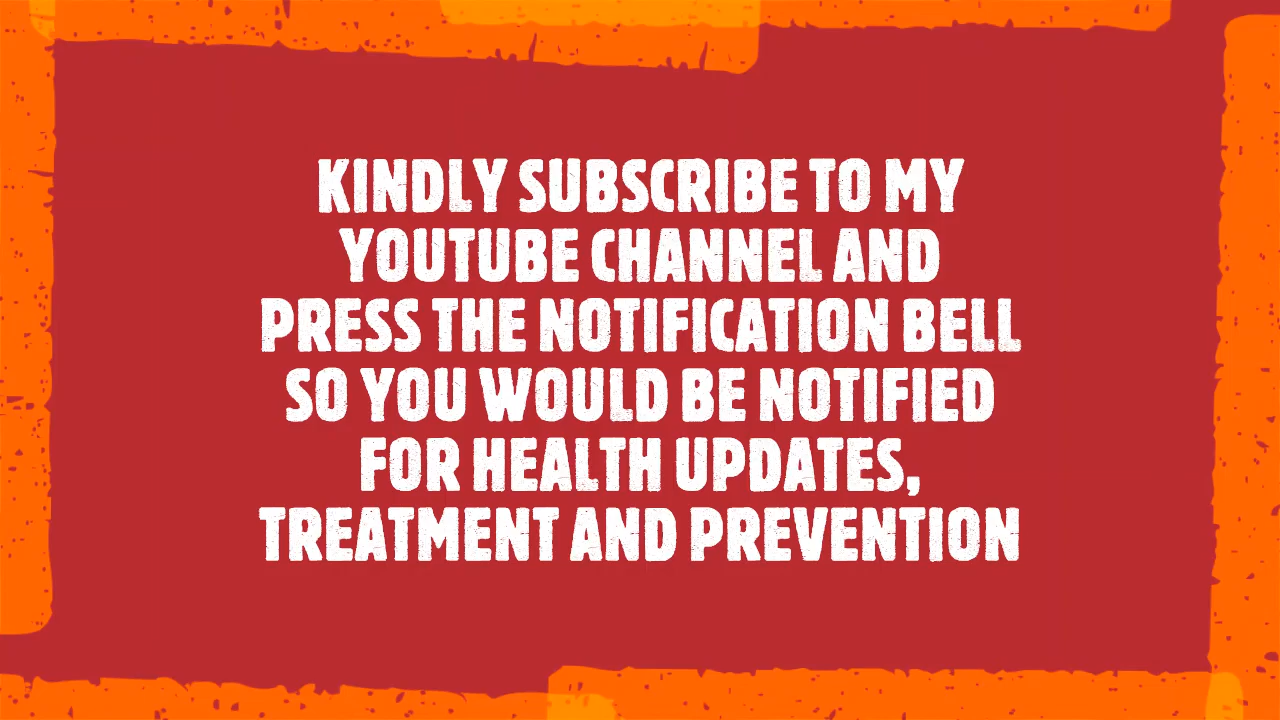 KINDLY SUBSCRIBE TO MY
YOUTUBE CHANNEL AND
PRESS THE NOTIFICATION BELL
SO YOU WOULD BE NOTIFIED
FOR HEALTH UPDATES,
TREATMENT AND PREVENTION